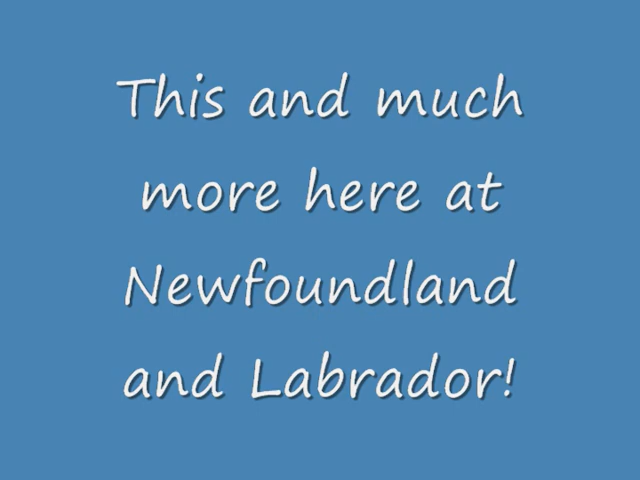 This and much
more here at
Newfoundland
and Labrador!